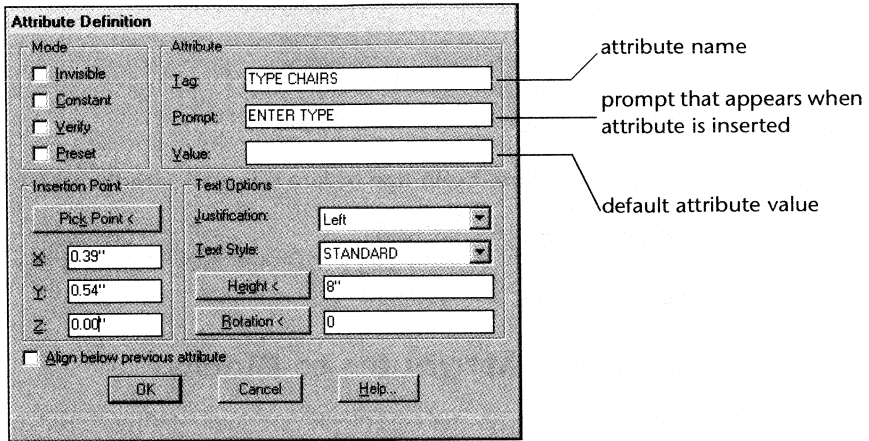 Attribute Definition
Mode
Invisible
Constant
Verify
Preset
Attribute
Tag: TYPE CHAIRS
Prompt: ENTER TYPE
Value:
attribute name
prompt that appears when
attribute is inserted
default attribute value
Insertion Point
Pick Point <
X: 0.39"
Y: 0.54"
Z: 0.00"
Text Options
Justification: Left
Text Style: STANDARD
Height < 8"
Rotation < 0
Align below previous attribute
OK Cancel Help...